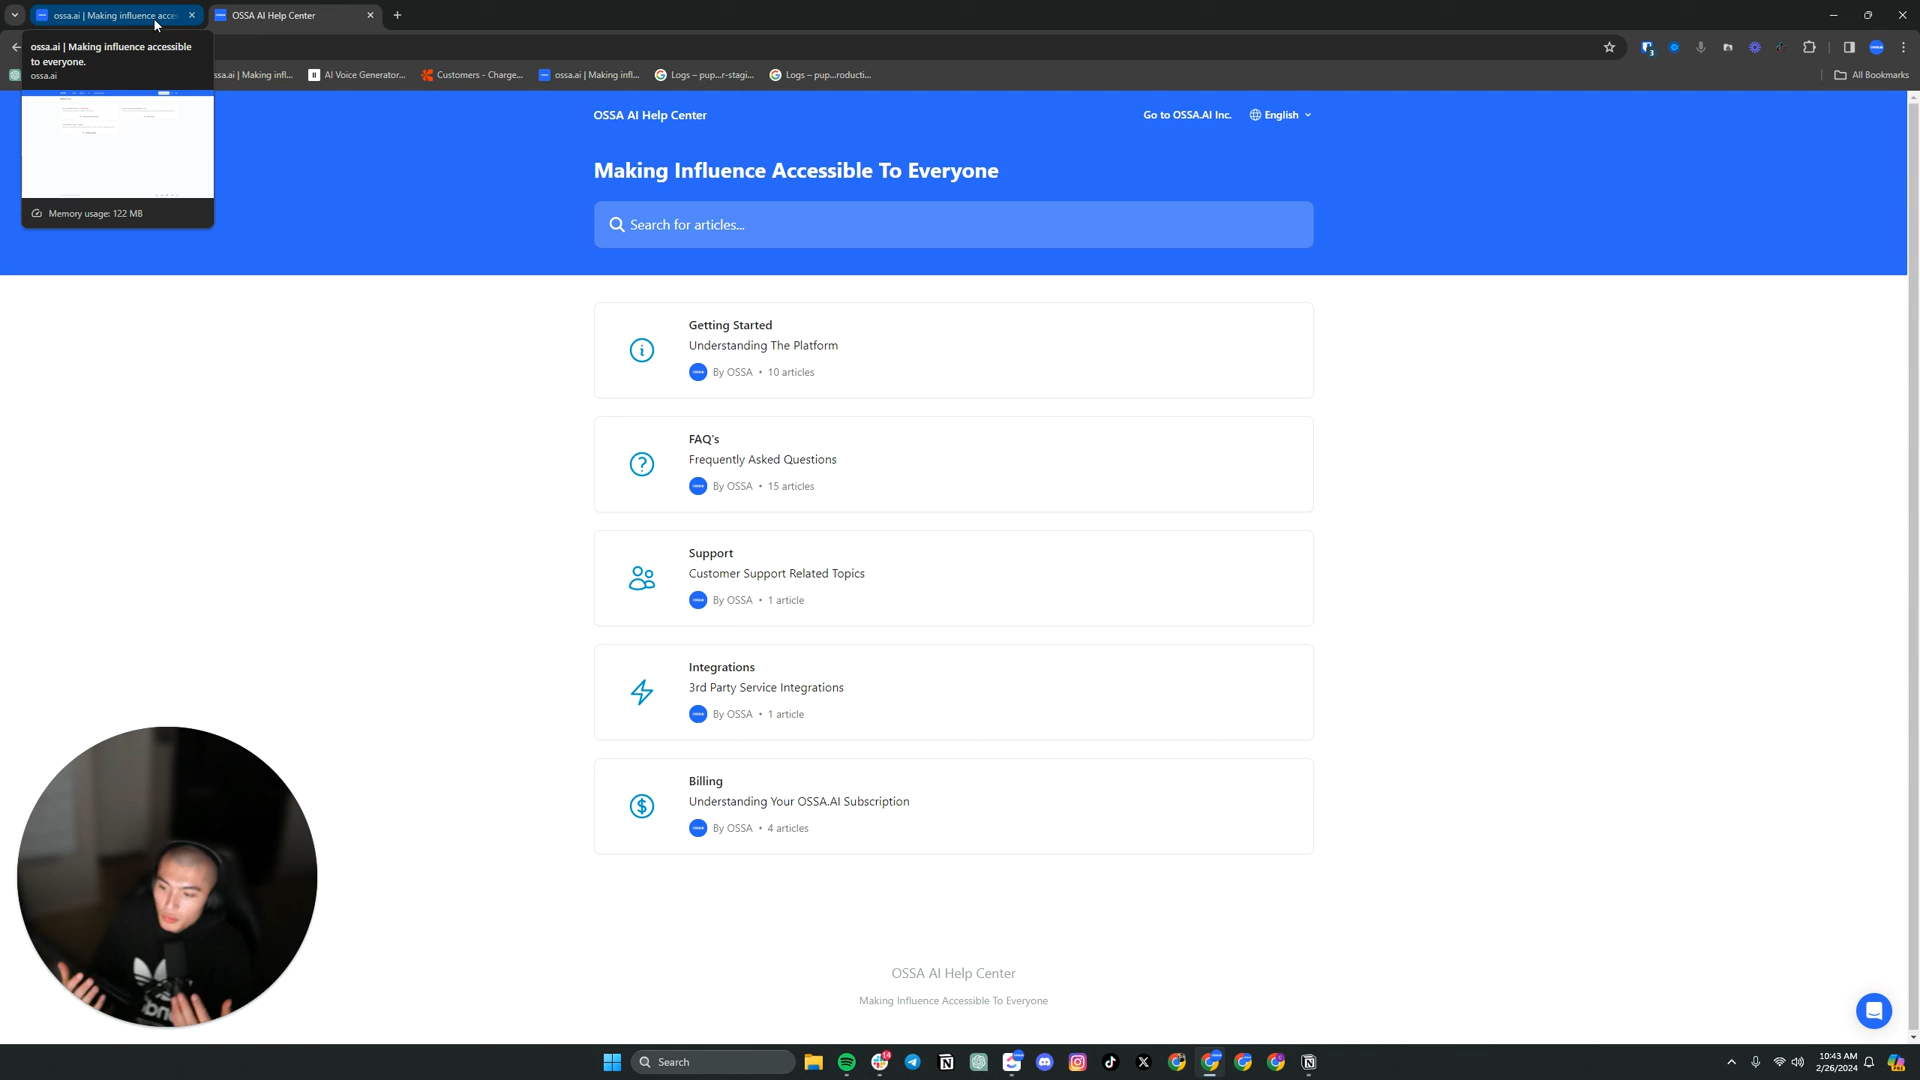 ossa.ai | Making influence acce
OSSA AI Help Center
ossa.ai | Making influence accessible
to everyone.
ossa.ai
Memory usage: 122 MB
ssa.ai | Making infl...
AI Voice Generator...
Customers - Charge...
ossa.ai | Making infl...
Logs – pup...r-stagi...
Logs – pup...roducti...
All Bookmarks
OSSA AI Help Center
Go to OSSA.AI Inc.
English
Making Influence Accessible To Everyone
Search for articles...
Getting Started
Understanding The Platform
By OSSA • 10 articles
FAQ's
Frequently Asked Questions
By OSSA • 15 articles
Support
Customer Support Related Topics
By OSSA • 1 article
Integrations
3rd Party Service Integrations
By OSSA • 1 article
Billing
Understanding Your OSSA.AI Subscription
By OSSA • 4 articles
OSSA AI Help Center
Making Influence Accessible To Everyone
Search
14
10:43 AM
2/26/2024